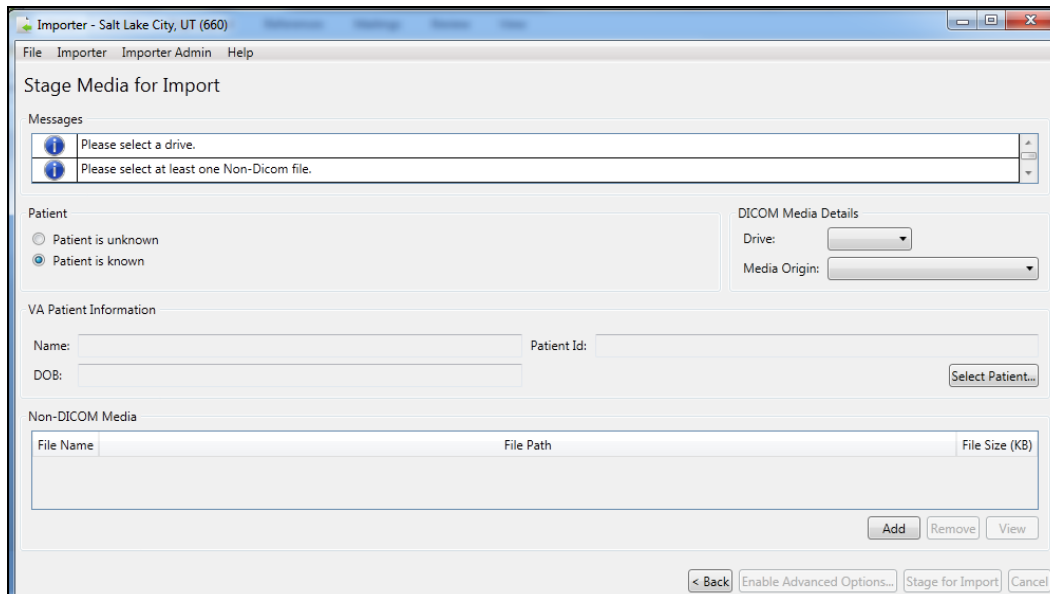 Importer - Salt Lake City, UT (660)
File Importer Importer Admin Help
Stage Media for Import
Messages
Please select a drive.
Please select at least one Non-Dicom file.
Patient
Patient is unknown
Patient is known
DICOM Media Details
Drive:
Media Origin:
VA Patient Information
Name:
Patient Id:
DOB:
Select Patient...
Non-DICOM Media
File Name File Path File Size (KB)
Add Remove View
< Back Enable Advanced Options... Stage for Import Cancel